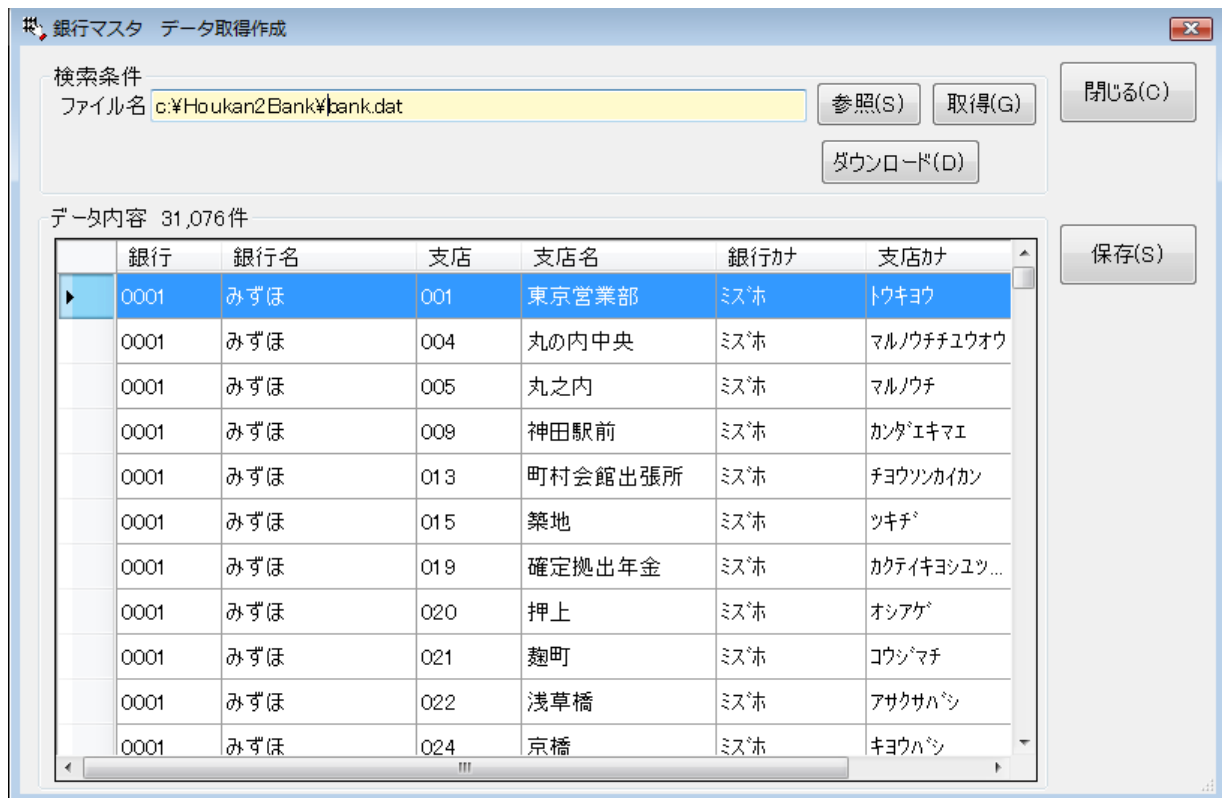 銀行マスタ　データ取得作成
検索条件
ファイル名 c:¥Houkan2Bank¥bank.dat 参照(S) 取得(G) 閉じる(C)
ダウンロード(D)
データ内容 31,076件
保存(S)
銀行 銀行名 支店 支店名 銀行ｶﾅ 支店ｶﾅ
0001 みずほ 001 東京営業部 ﾐｽﾞﾎ ﾄｳｷﾖｳ
0001 みずほ 004 丸の内中央 ﾐｽﾞﾎ ﾏﾙﾉｳﾁﾁﾕｳｵｳ
0001 みずほ 005 丸之内 ﾐｽﾞﾎ ﾏﾙﾉｳﾁ
0001 みずほ 009 神田駅前 ﾐｽﾞﾎ ｶﾝﾀﾞｴｷﾏｴ
0001 みずほ 013 町村会館出張所 ﾐｽﾞﾎ ﾁﾖｳｿﾝｶｲｶﾝ
0001 みずほ 015 築地 ﾐｽﾞﾎ ﾂｷﾁﾞ
0001 みずほ 019 確定拠出年金 ﾐｽﾞﾎ ｶｸﾃｲｷﾖｼﾕﾂ...
0001 みずほ 020 押上 ﾐｽﾞﾎ ｵｼｱｹﾞ
0001 みずほ 021 麹町 ﾐｽﾞﾎ ｺｳｼﾞﾏﾁ
0001 みずほ 022 浅草橋 ﾐｽﾞﾎ ｱｻｸｻﾊﾞｼ
0001 みずほ 024 京橋 ﾐｽﾞﾎ ｷﾖｳﾊﾞｼ